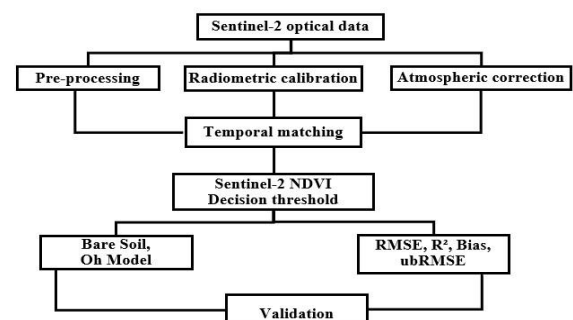 Sentinel-2 optical data
Pre-processing
Radiometric calibration
Atmospheric correction
Temporal matching
Sentinel-2 NDVI
Decision threshold
Bare Soil,
Oh Model
RMSE, R², Bias,
ubRMSE
Validation